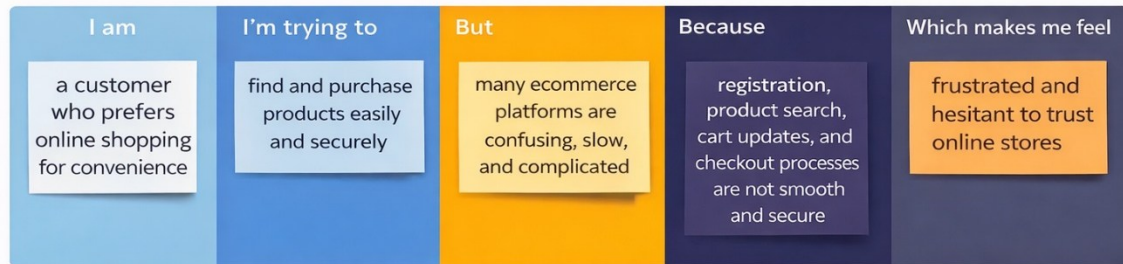 I am
a customer
who prefers
online shopping
for convenience
I'm trying to
find and purchase
products easily
and securely
But
many ecommerce
platforms are
confusing, slow,
and complicated
Because
registration,
product search,
cart updates, and
checkout processes
are not smooth
and secure
Which makes me feel
frustrated and
hesitant to trust
online stores